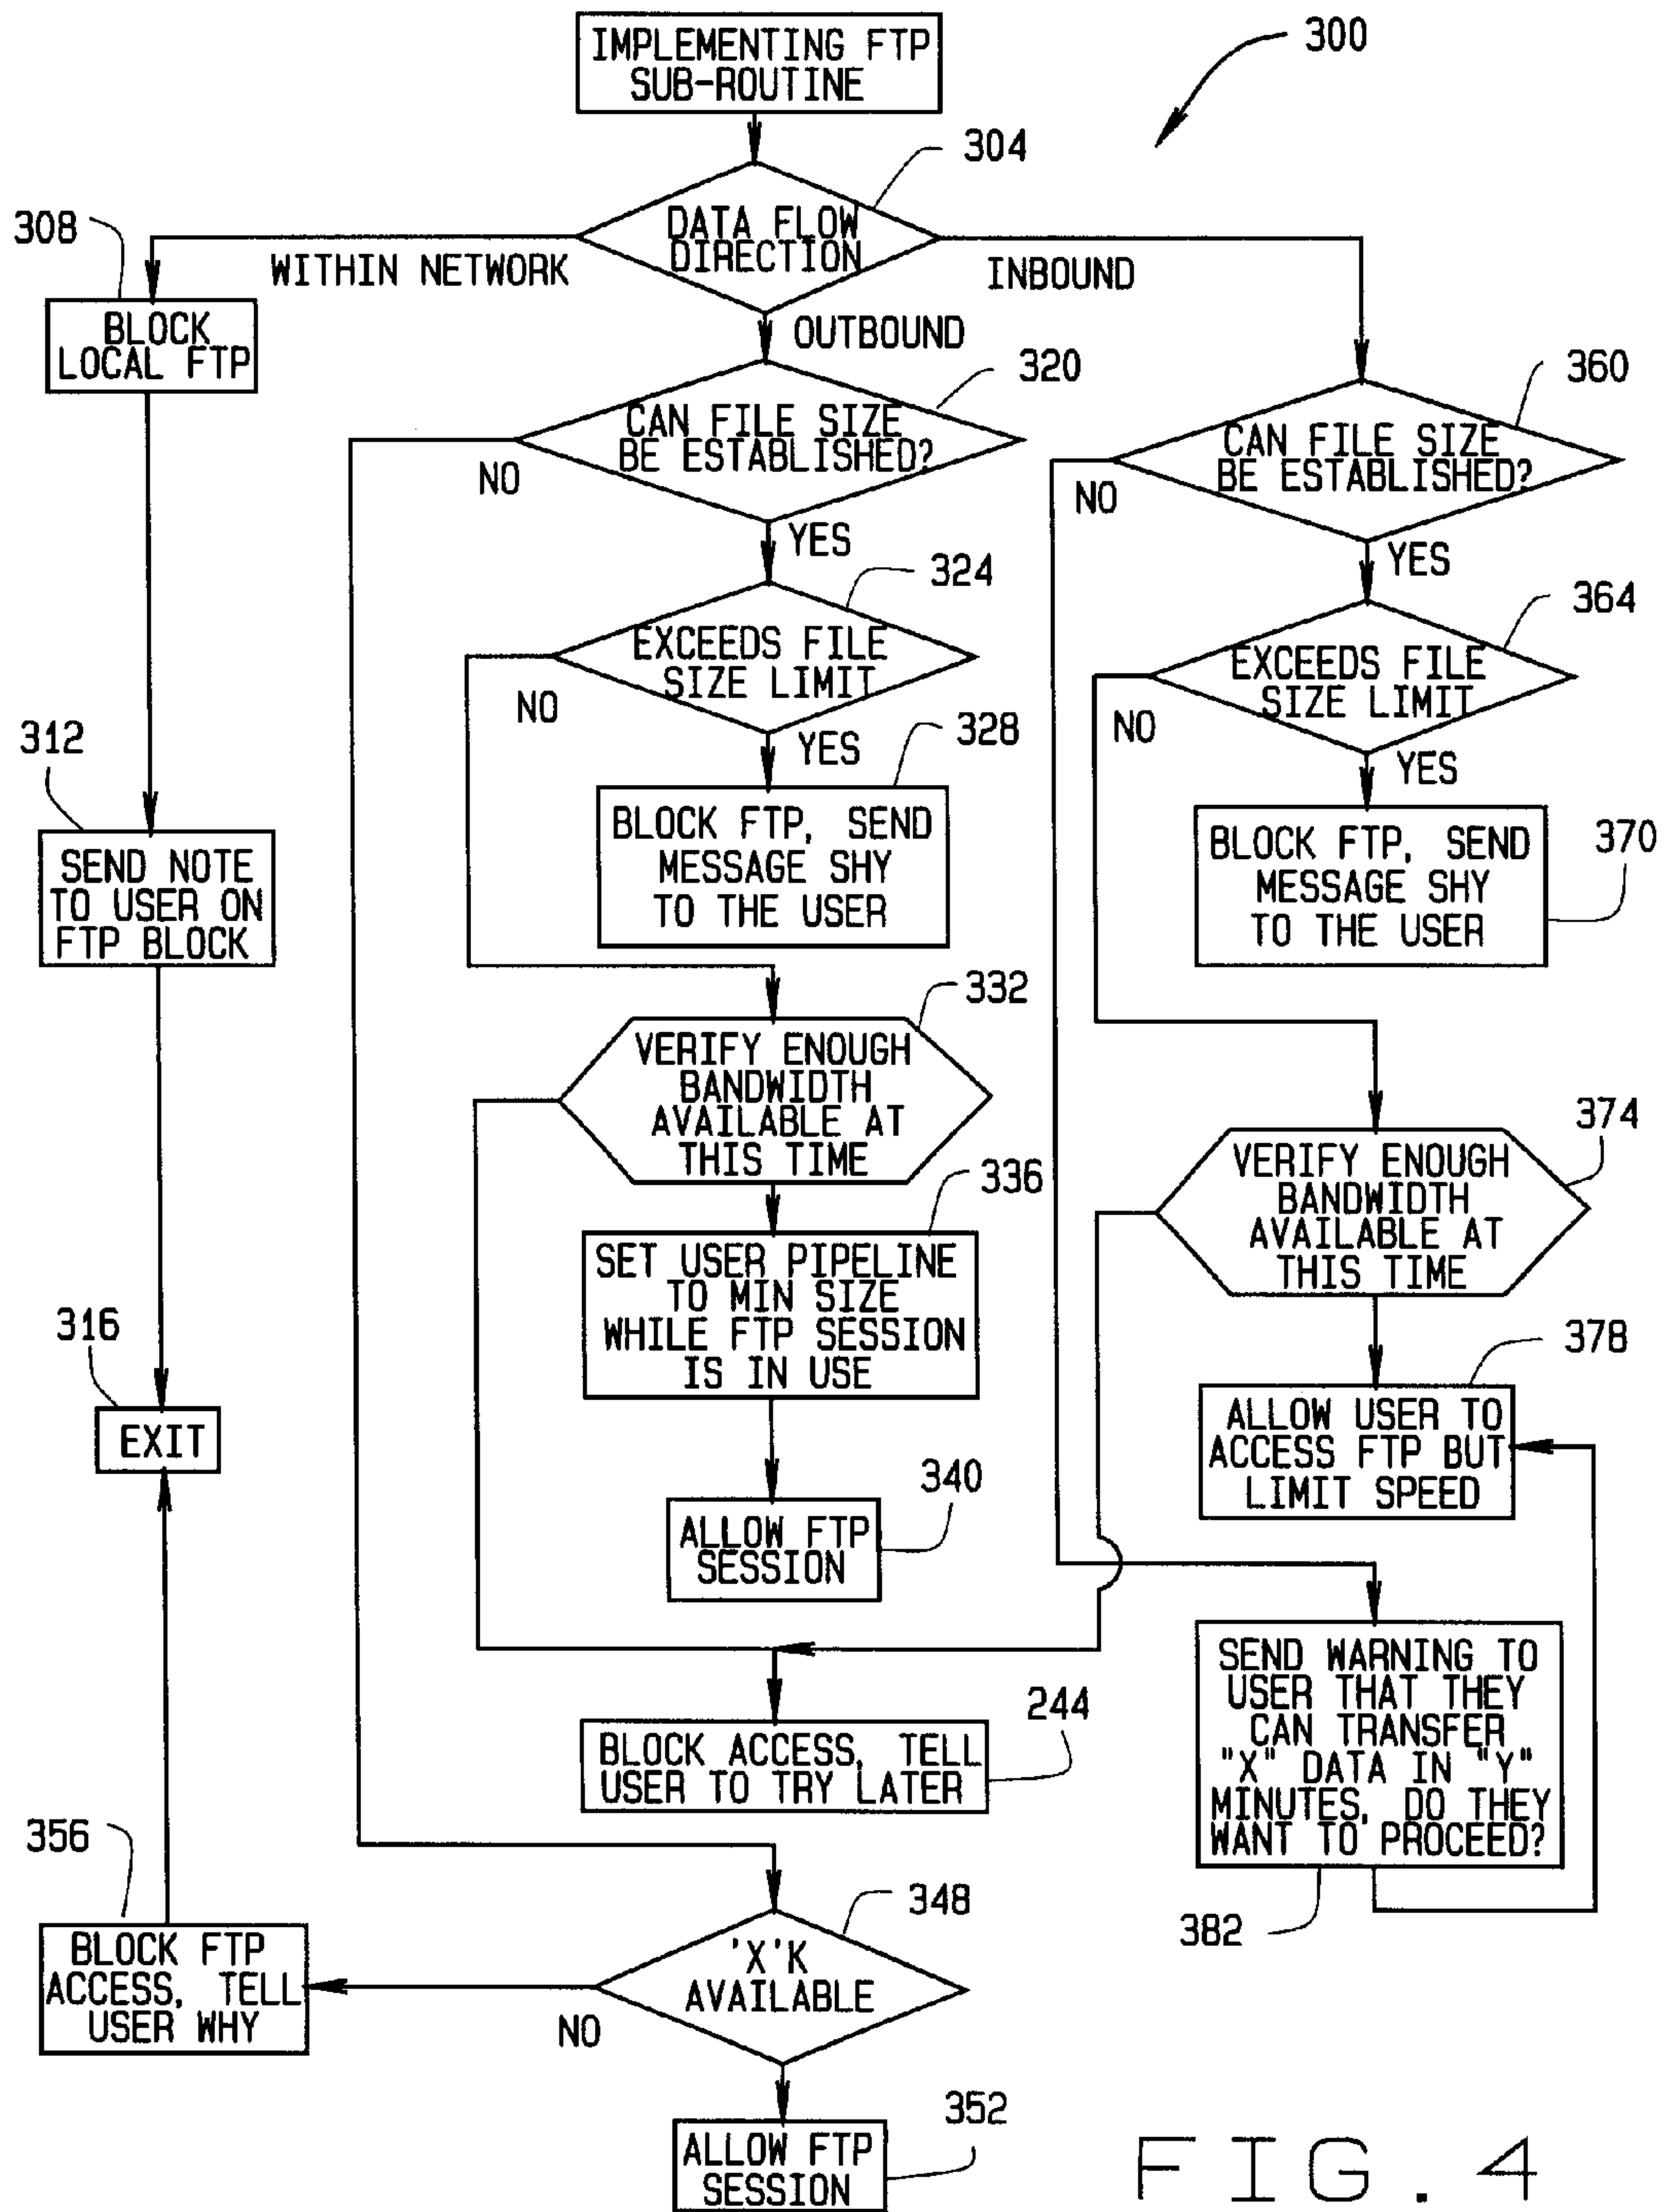 IMPLEMENTING FTP
SUB-ROUTINE
300
304
DATA FLOW
DIRECTION
308
WITHIN NETWORK
INBOUND
BLOCK
LOCAL FTP
OUTBOUND
320
360
CAN FILE SIZE
BE ESTABLISHED?
CAN FILE SIZE
BE ESTABLISHED?
NO
NO
YES
YES
324
364
EXCEEDS FILE
SIZE LIMIT
EXCEEDS FILE
SIZE LIMIT
NO
NO
YES
YES
312
328
SEND NOTE
TO USER ON
FTP BLOCK
BLOCK FTP, SEND
MESSAGE SHY
TO THE USER
BLOCK FTP, SEND
MESSAGE SHY
TO THE USER
370
332
VERIFY ENOUGH
BANDWIDTH
AVAILABLE AT
THIS TIME
374
VERIFY ENOUGH
BANDWIDTH
AVAILABLE AT
THIS TIME
336
SET USER PIPELINE
TO MIN SIZE
WHILE FTP SESSION
IS IN USE
316
EXIT
378
ALLOW USER TO
ACCESS FTP BUT
LIMIT SPEED
340
ALLOW FTP
SESSION
SEND WARNING TO
USER THAT THEY
CAN TRANSFER
"X" DATA IN "Y"
MINUTES, DO THEY
WANT TO PROCEED?
382
244
BLOCK ACCESS, TELL
USER TO TRY LATER
356
BLOCK FTP
ACCESS, TELL
USER WHY
348
'X'K
AVAILABLE
NO
352
ALLOW FTP
SESSION
FIG. 4